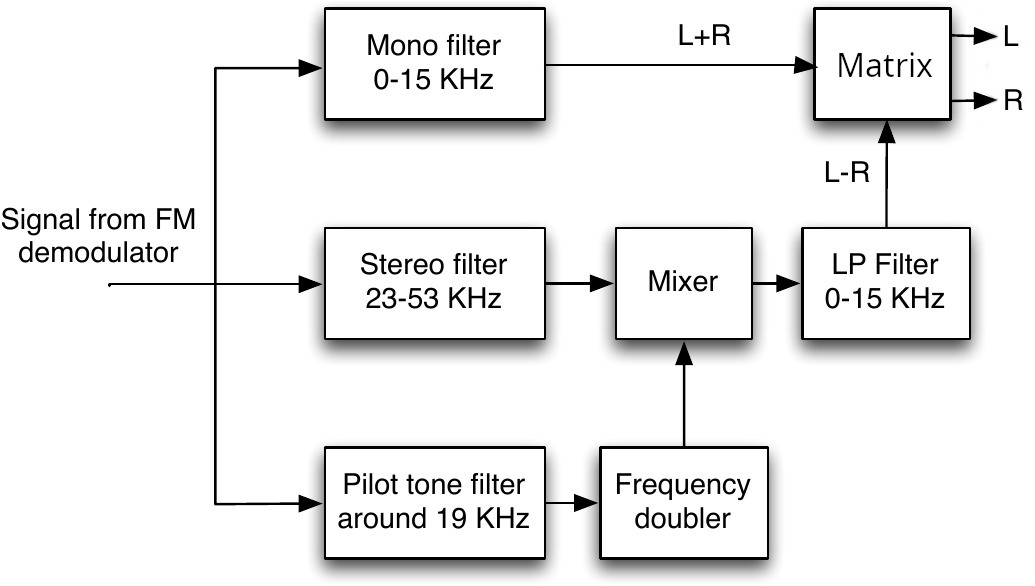 Mono filter
0-15 KHz
L+R
Matrix
L
R
L-R
Signal from FM
demodulator
Stereo filter
23-53 KHz
Mixer
LP Filter
0-15 KHz
Pilot tone filter
around 19 KHz
Frequency
doubler